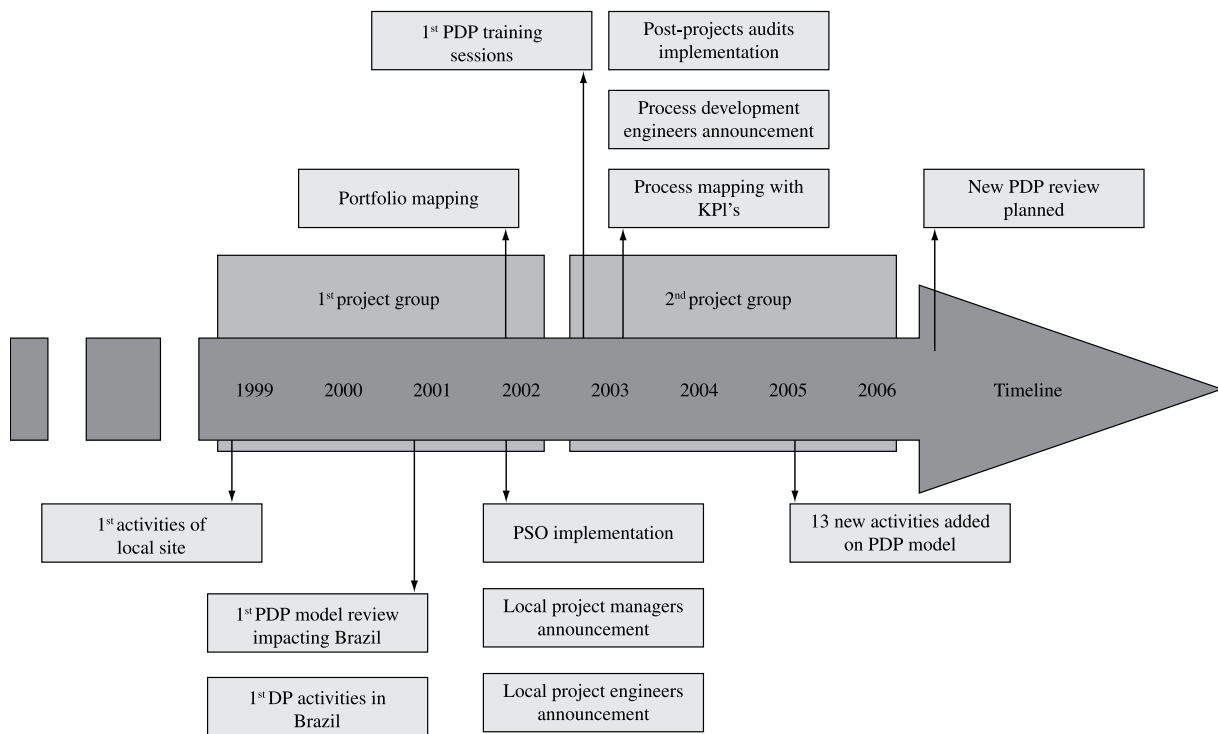 1st PDP training
sessions
Post-projects audits
implementation
Process development
engineers announcement
Portfolio mapping
Process mapping with
KPl's
New PDP review
planned
1st project group
2nd project group
1999 2000 2001 2002 2003 2004 2005 2006 Timeline
1st activities of
local site
PSO implementation
13 new activities added
on PDP model
1st PDP model review
impacting Brazil
Local project managers
announcement
1st DP activities in
Brazil
Local project engineers
announcement